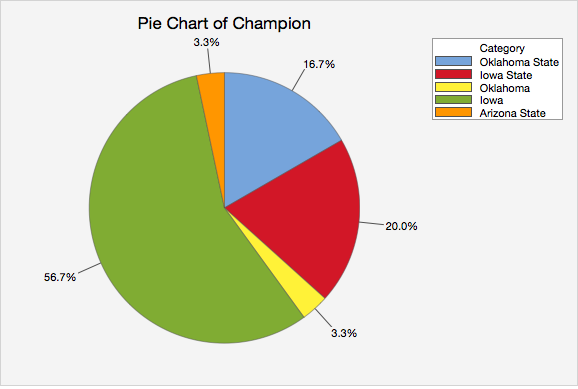 Pie Chart of Champion
Category
Oklahoma State
Iowa State
Oklahoma
Iowa
Arizona State
3.3%
16.7%
20.0%
56.7%
3.3%